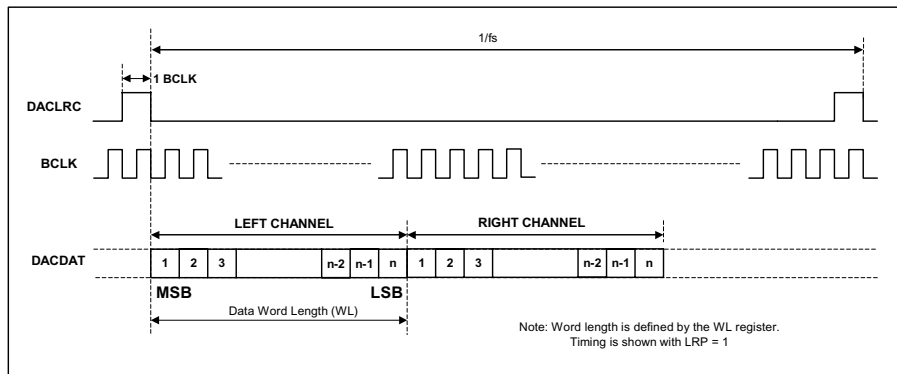 1/fs
1 BCLK
DACLRC
BCLK
LEFT CHANNEL
RIGHT CHANNEL
DACDAT
1 2 3 n-2 n-1 n 1 2 3 n-2 n-1 n
MSB
LSB
Data Word Length (WL)
Note: Word length is defined by the WL register.
Timing is shown with LRP = 1